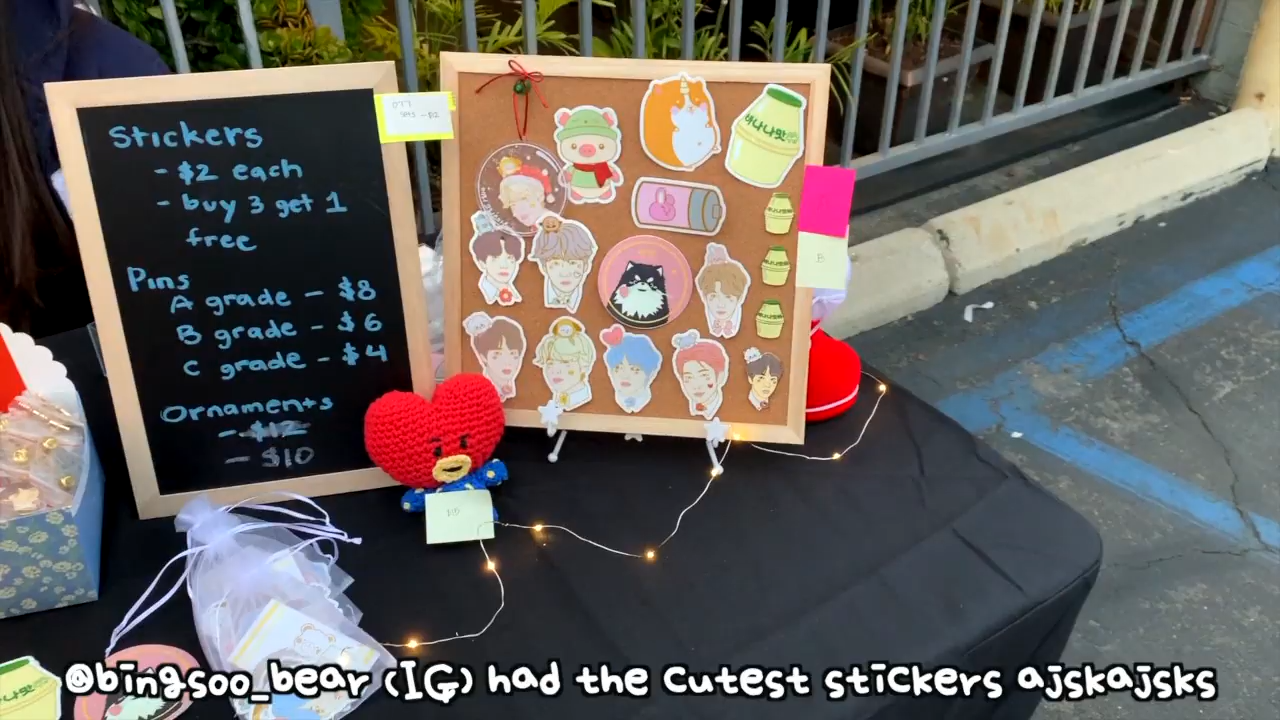 Stickers
- $2 each
- buy 3 get 1
free
Pins
A grade - $8
B grade - $6
C grade - $4
Ornaments
- $12
- $10
OT7
바나나맛
B
@bingsoo_bear (IG) had the cutest stickers ajskajsks